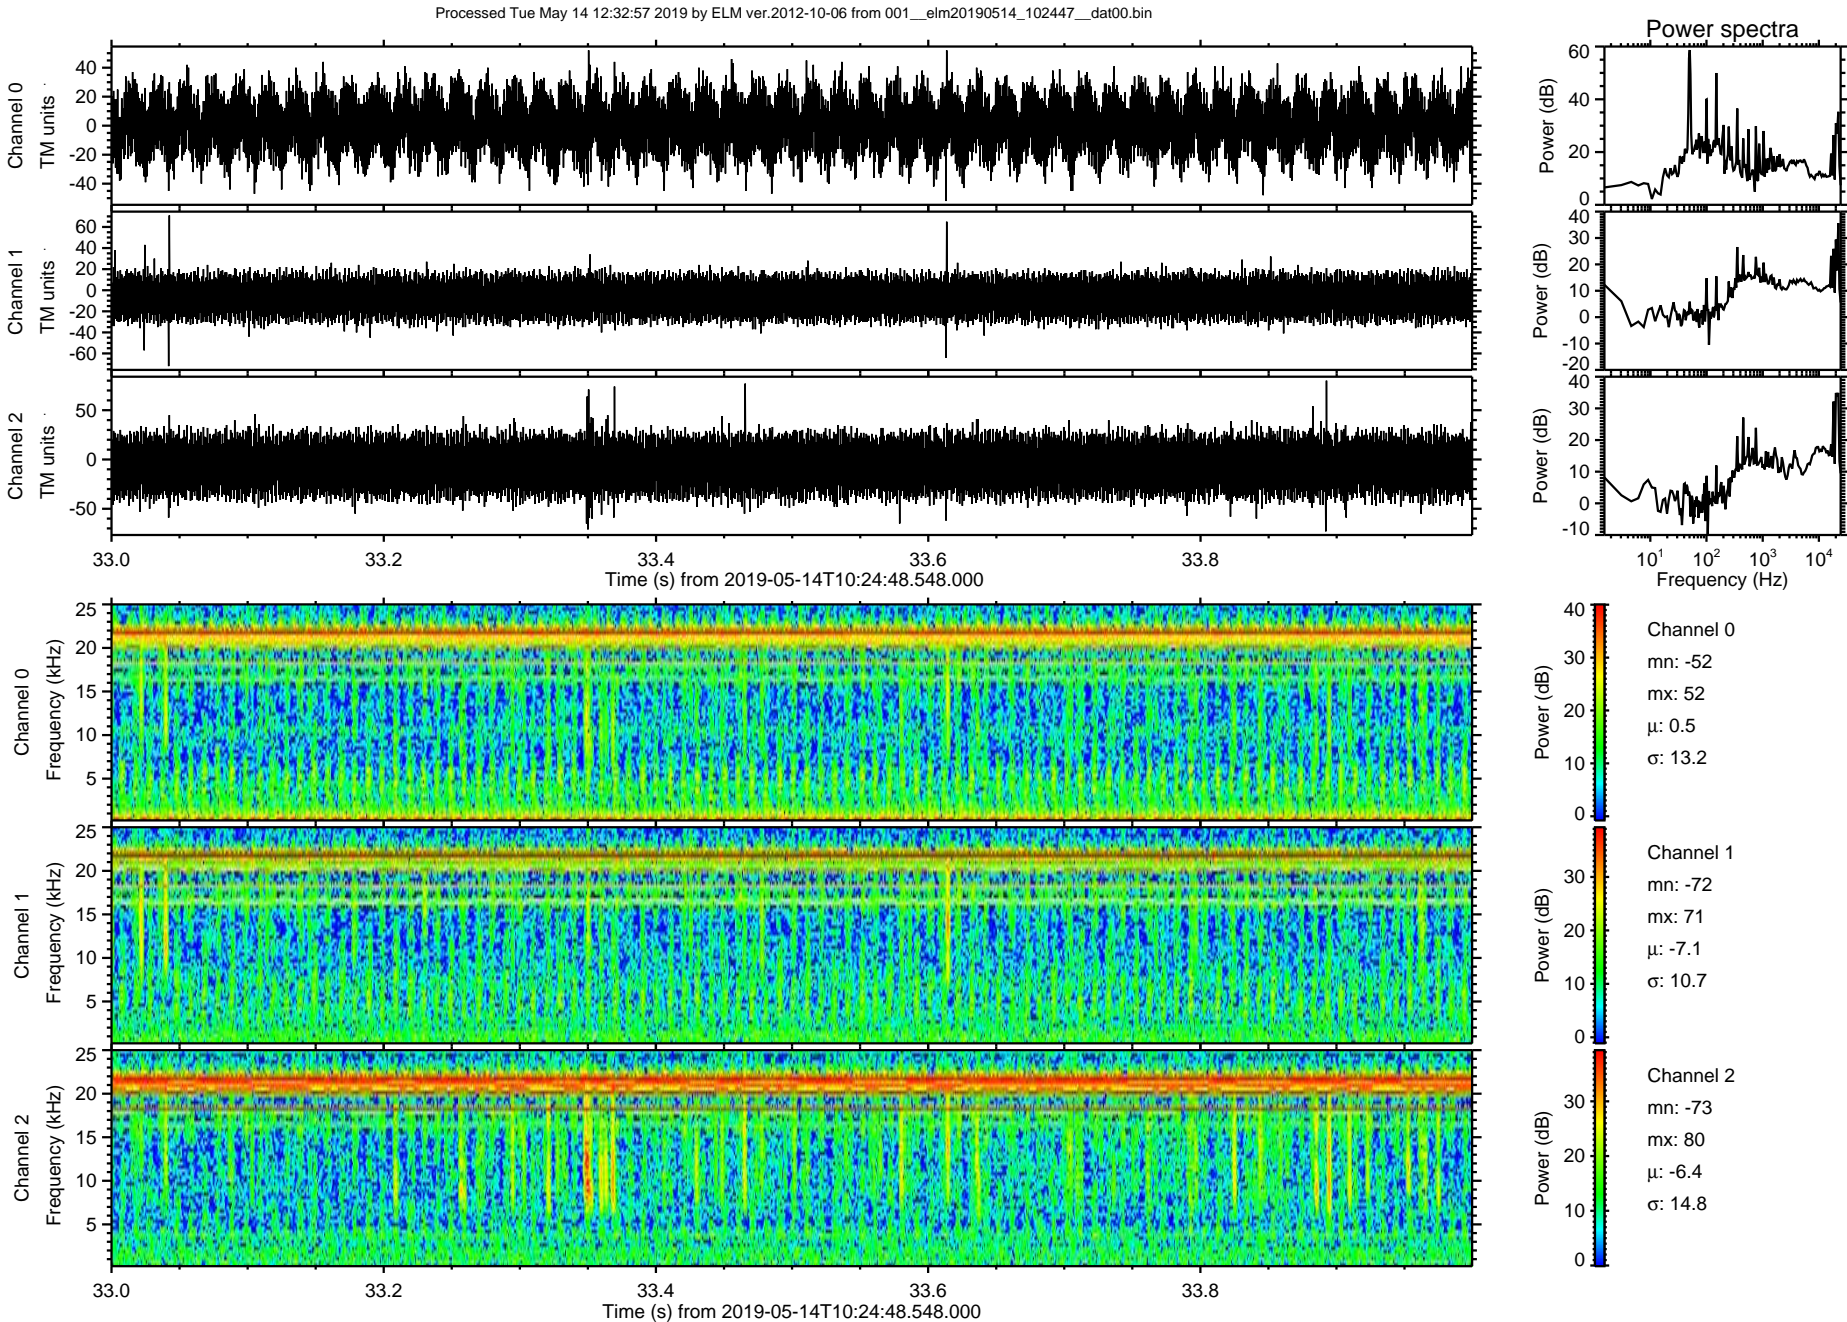 Processed Tue May 14 12:32:57 2019 by ELM ver.2012-10-06 from 001__elm20190514_102447__dat00.bin
Power spectra
Channel 0
TM units
40
20
0
-20
-40
Power (dB)
60
40
20
0
Channel 1
TM units
60
40
20
0
-20
-40
-60
Power (dB)
40
30
20
10
0
-10
-20
Channel 2
TM units
50
0
-50
Power (dB)
40
30
20
10
0
-10
33.0 33.2 33.4 33.6 33.8
Time (s) from 2019-05-14T10:24:48.548.000
10^1 10^2 10^3 10^4
Frequency (Hz)
Channel 0
Frequency (kHz)
25
20
15
10
5
Power (dB)
40
30
20
10
0
Channel 0
mn: -52
mx: 52
μ: 0.5
σ: 13.2
Channel 1
Frequency (kHz)
25
20
15
10
5
Power (dB)
30
20
10
0
Channel 1
mn: -72
mx: 71
μ: -7.1
σ: 10.7
Channel 2
Frequency (kHz)
25
20
15
10
5
Power (dB)
30
20
10
0
Channel 2
mn: -73
mx: 80
μ: -6.4
σ: 14.8
33.0 33.2 33.4 33.6 33.8
Time (s) from 2019-05-14T10:24:48.548.000